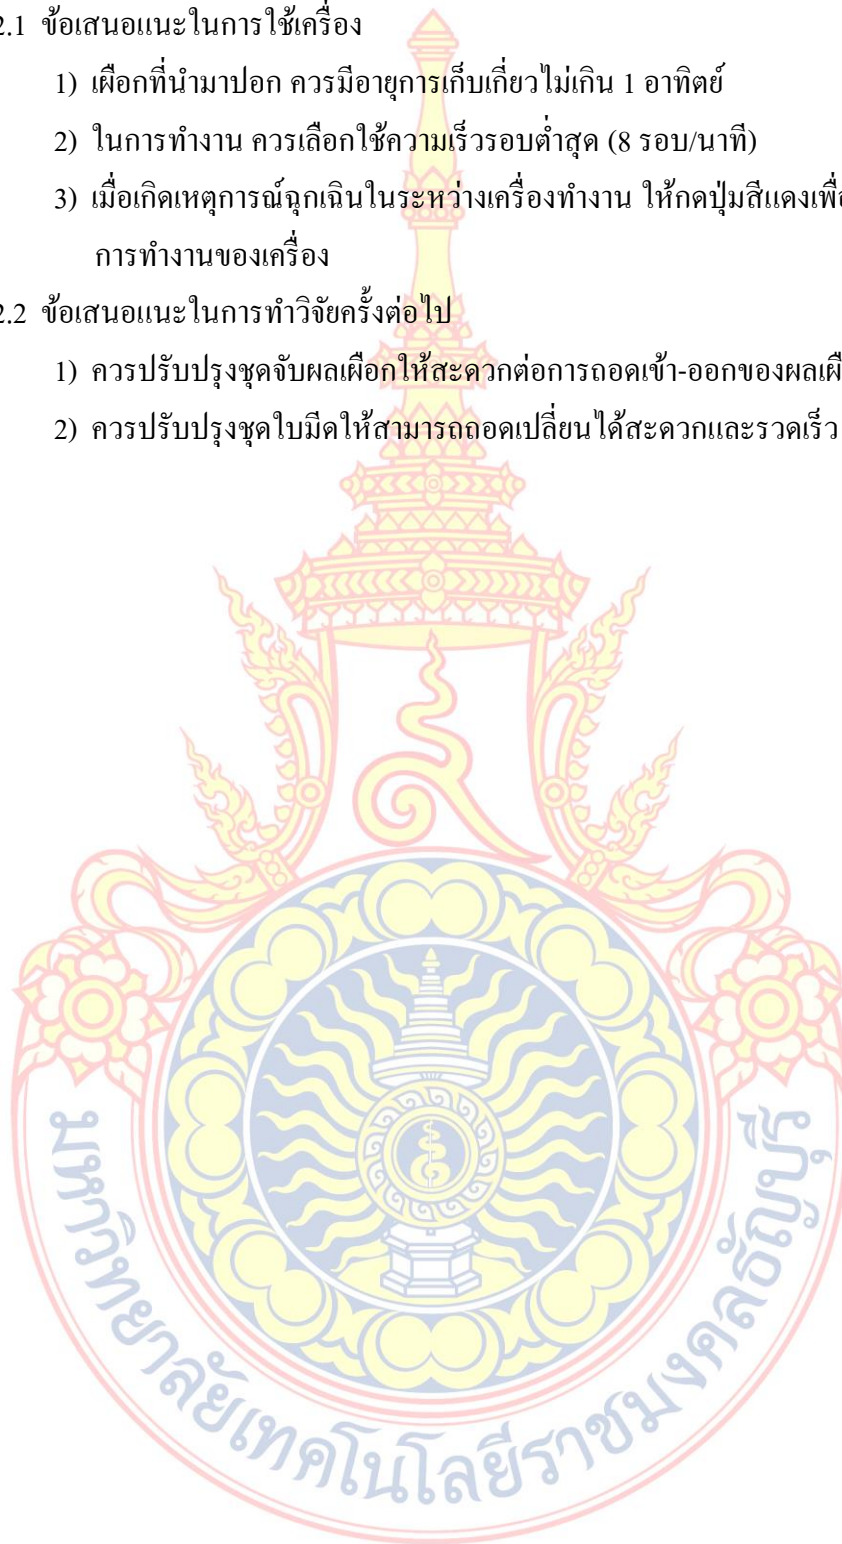 2.1 ข้อเสนอแนะในการใช้เครื่อง
1) เผือกที่นำมาปอก ควรมีอายุการเก็บเกี่ยวไม่เกิน 1 อาทิตย์
2) ในการทำงาน ควรเลือกใช้ความเร็วรอบต่ำสุด (8 รอบ/นาที)
3) เมื่อเกิดเหตุการณ์ฉุกเฉินในระหว่างเครื่องทำงาน ให้กดปุ่มสีแดงเพื่อ
การทำงานของเครื่อง
2.2 ข้อเสนอแนะในการทำวิจัยครั้งต่อไป
1) ควรปรับปรุงชุดจับผลเผือกให้สะดวกต่อการถอดเข้า-ออกของผลเผื
2) ควรปรับปรุงชุดใบมีดให้สามารถถอดเปลี่ยนได้สะดวกและรวดเร็ว
มหาวิทยาลัยเทคโนโลยีราชมงคลธัญบุรี